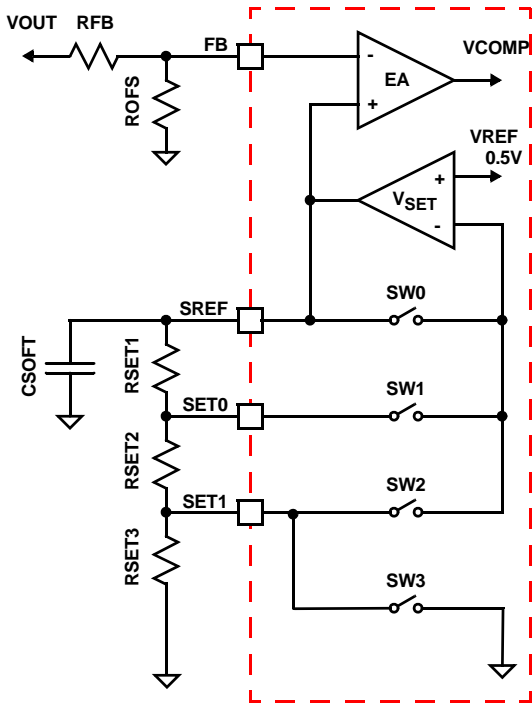 VOUT RFB
FB
VCOMP
-
EA
+
ROFS
VREF
0.5V
+
VSET
-
SREF
SW0
CSOFT
RSET1
SET0
SW1
RSET2
SET1
SW2
RSET3
SW3